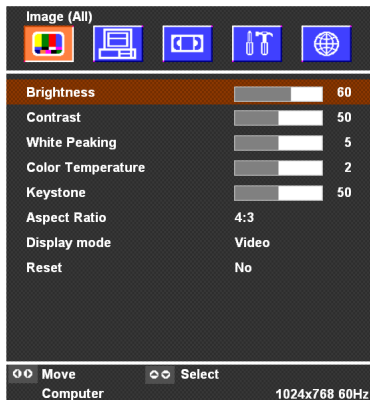 Image (All)
Brightness 60
Contrast 50
White Peaking 5
Color Temperature 2
Keystone 50
Aspect Ratio 4:3
Display mode Video
Reset No
Move Select
Computer 1024x768 60Hz